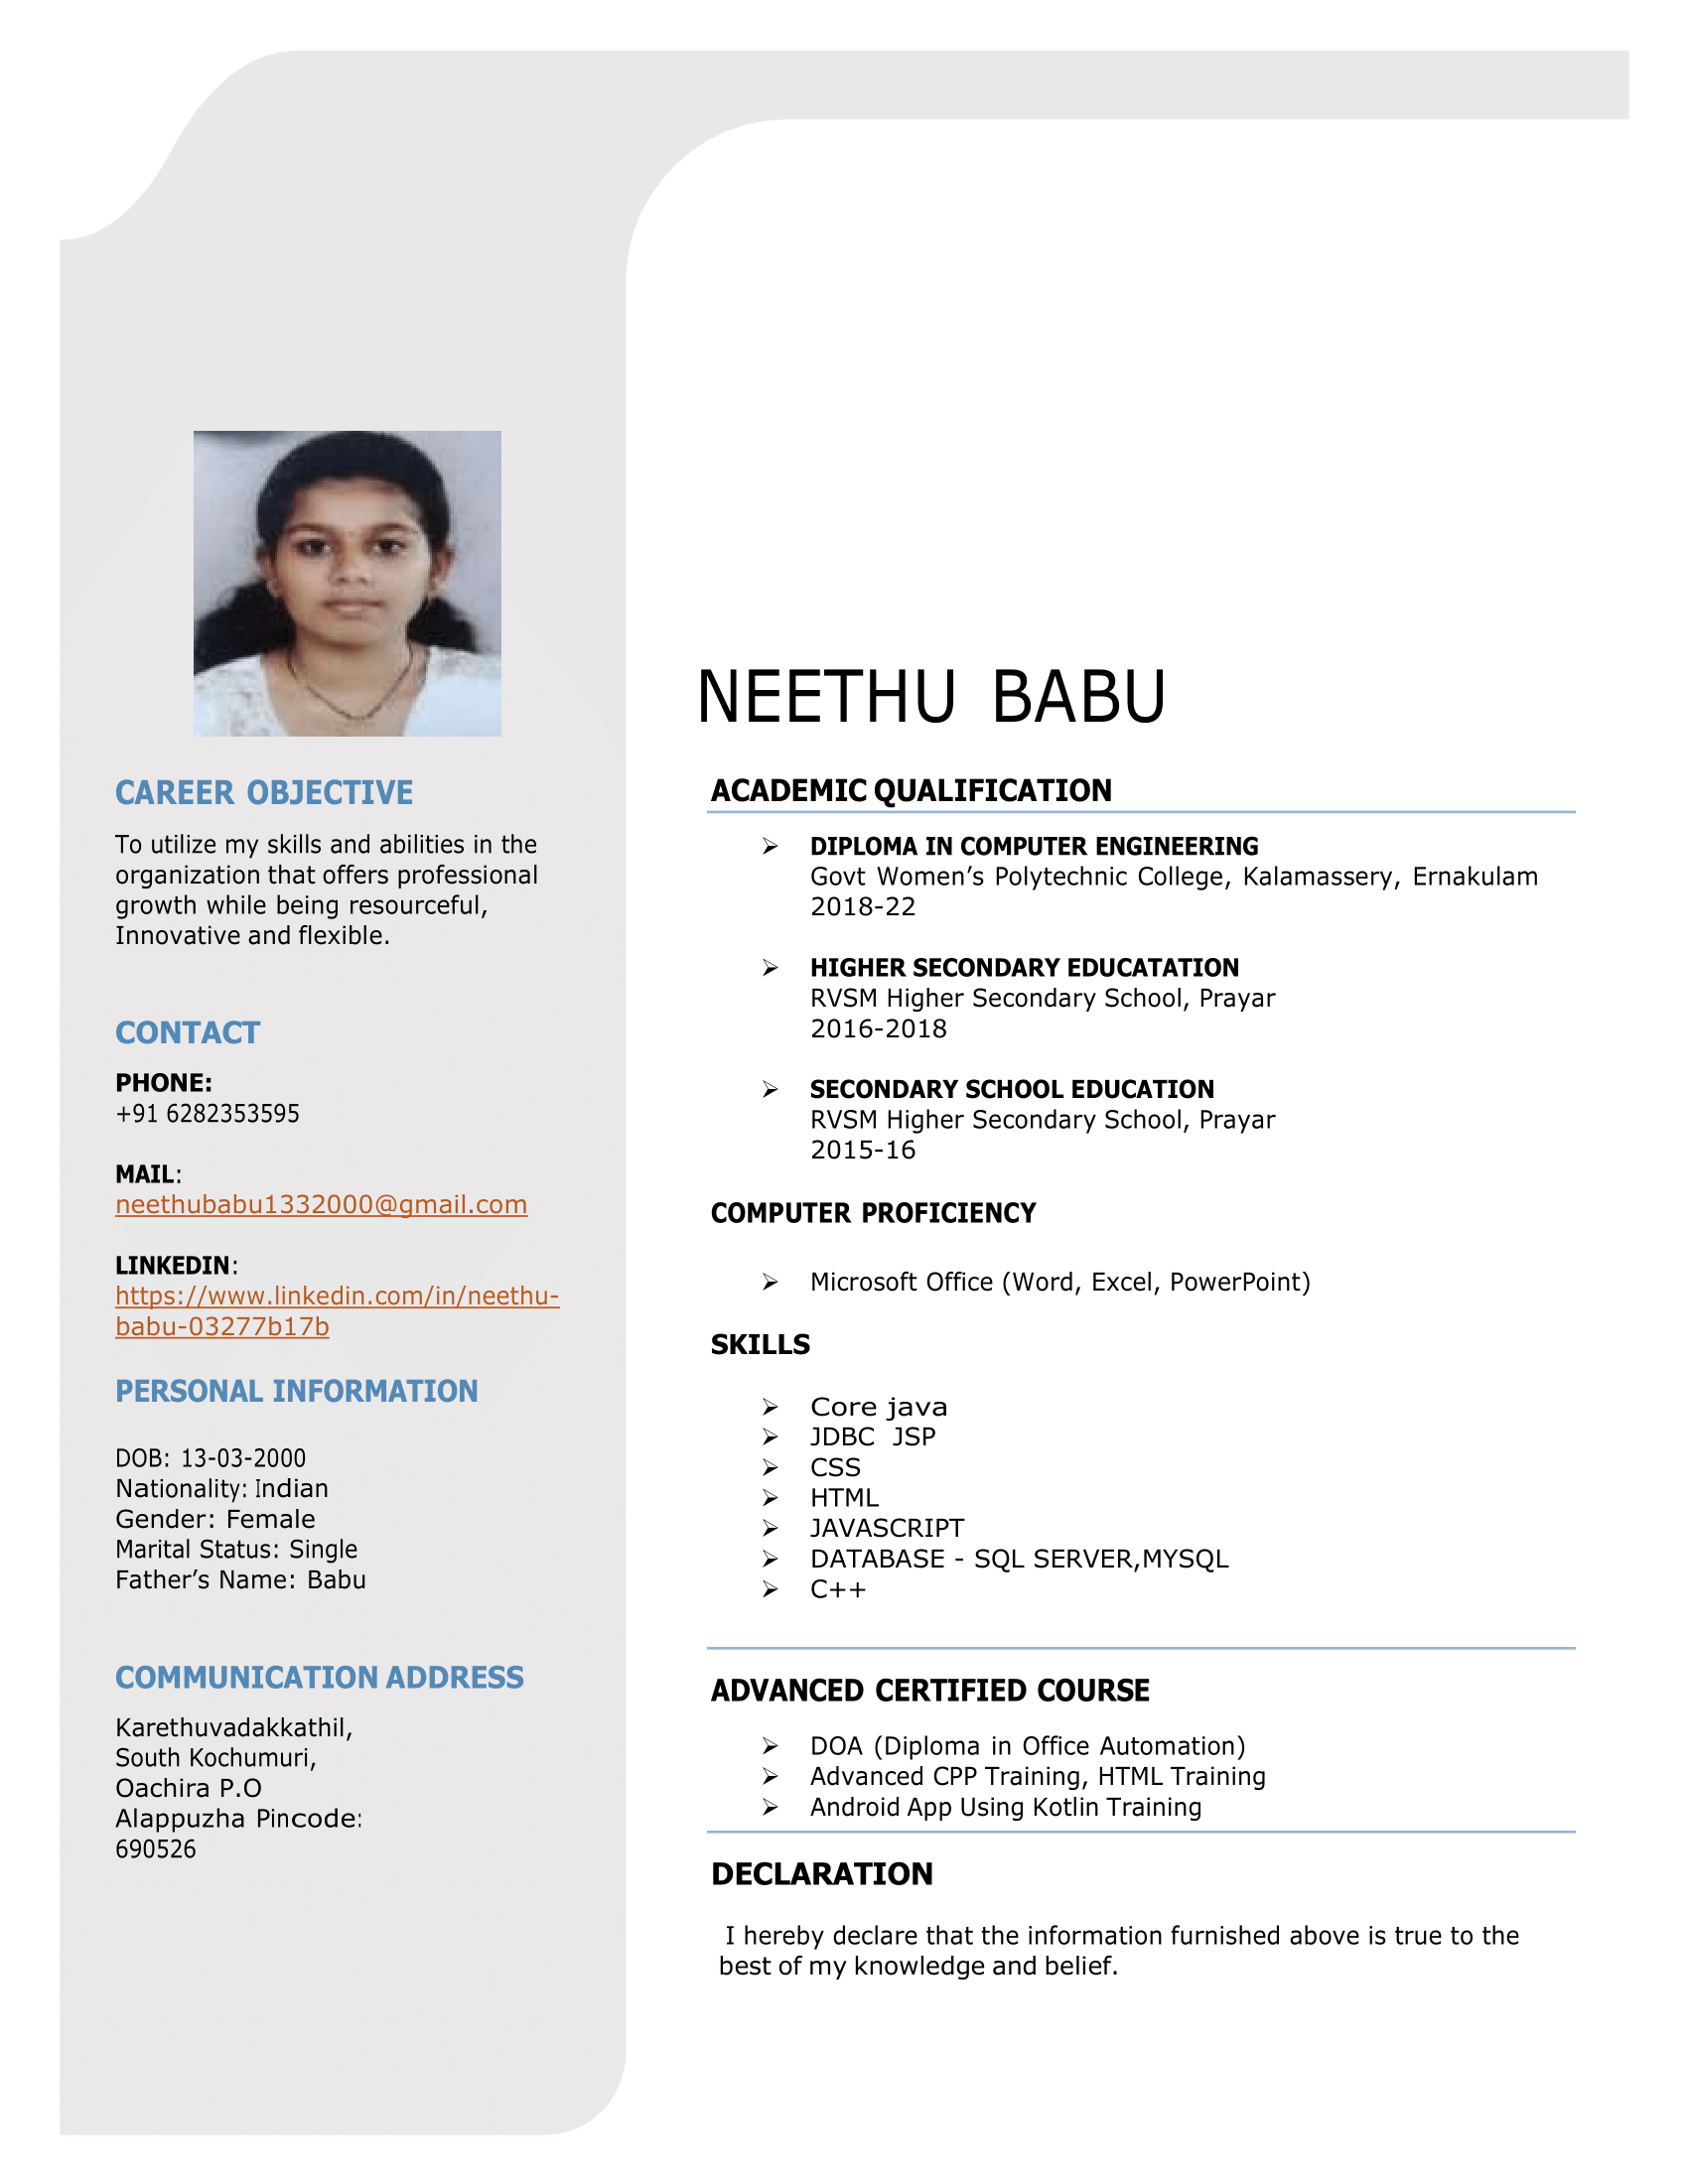 NEETHU BABU
CAREER OBJECTIVE
To utilize my skills and abilities in the
organization that offers professional
growth while being resourceful,
Innovative and flexible.
CONTACT
PHONE:
+91 6282353595
MAIL:
neethubabu1332000@gmail.com
LINKEDIN:
https://www.linkedin.com/in/neethu-
babu-03277b17b
PERSONAL INFORMATION
DOB: 13-03-2000
Nationality: Indian
Gender: Female
Marital Status: Single
Father’s Name: Babu
COMMUNICATION ADDRESS
Karethuvadakkathil,
South Kochumuri,
Oachira P.O
Alappuzha Pincode:
690526
ACADEMIC QUALIFICATION
➢ DIPLOMA IN COMPUTER ENGINEERING
Govt Women’s Polytechnic College, Kalamassery, Ernakulam
2018-22
➢ HIGHER SECONDARY EDUCATATION
RVSM Higher Secondary School, Prayar
2016-2018
➢ SECONDARY SCHOOL EDUCATION
RVSM Higher Secondary School, Prayar
2015-16
COMPUTER PROFICIENCY
➢ Microsoft Office (Word, Excel, PowerPoint)
SKILLS
➢ Core java
➢ JDBC JSP
➢ CSS
➢ HTML
➢ JAVASCRIPT
➢ DATABASE - SQL SERVER,MYSQL
➢ C++
ADVANCED CERTIFIED COURSE
➢ DOA (Diploma in Office Automation)
➢ Advanced CPP Training, HTML Training
➢ Android App Using Kotlin Training
DECLARATION
I hereby declare that the information furnished above is true to the
best of my knowledge and belief.